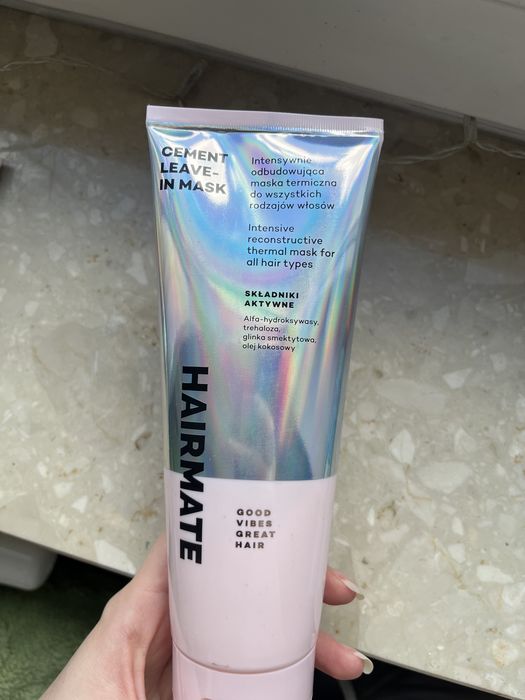 CEMENT
LEAVE-
IN MASK
Intensywnie
odbudowująca
maska termiczna
do wszystkich
rodzajów włosów
Intensive
reconstructive
thermal mask for
all hair types
SKŁADNIKI
AKTYWNE
Alfa-hydroksywasy,
trehaloza,
glinka smektytowa,
olej kokosowy
HAIRMATE
GOOD
VIBES
GREAT
HAIR